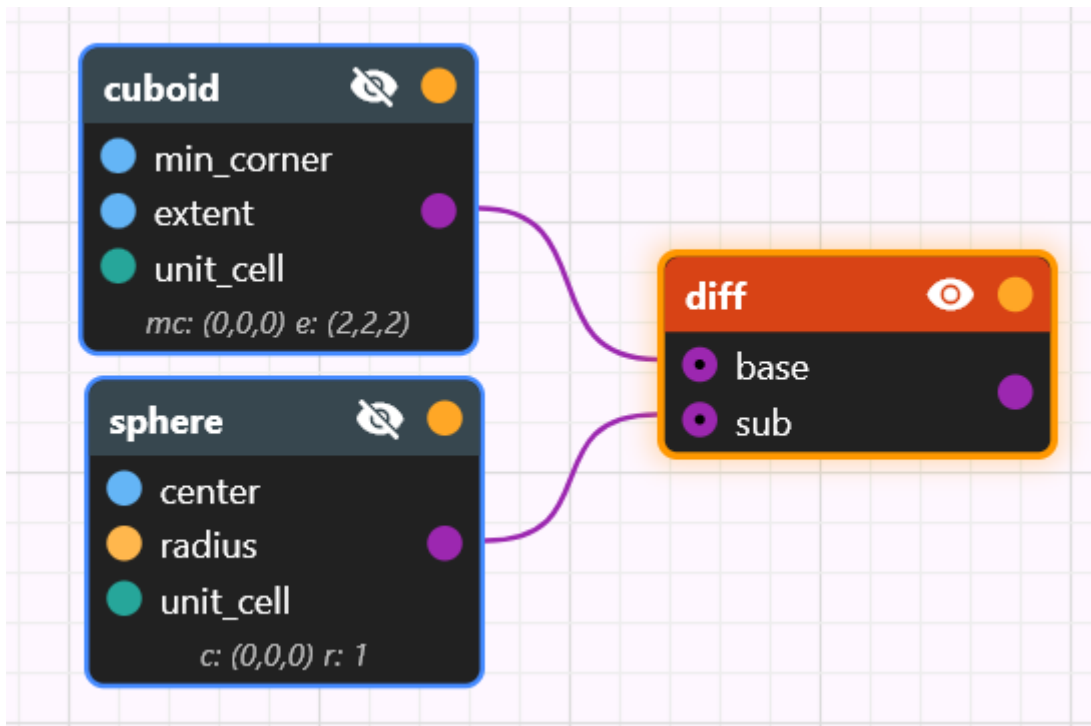 cuboid
min_corner
extent
unit_cell
mc: (0,0,0) e: (2,2,2)
sphere
center
radius
unit_cell
c: (0,0,0) r: 1
diff
base
sub